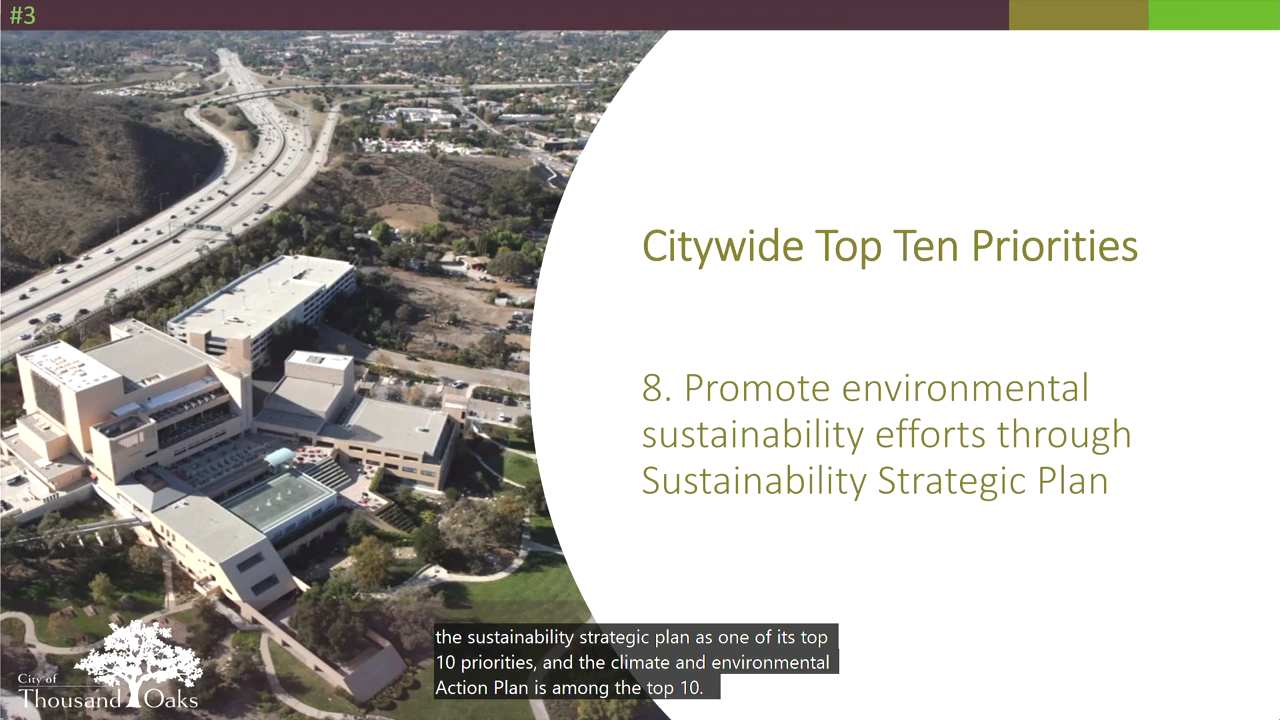 #3
Citywide Top Ten Priorities
8. Promote environmental
sustainability efforts through
Sustainability Strategic Plan
the sustainability strategic plan as one of its top
10 priorities, and the climate and environmental
Action Plan is among the top 10.
City of
Thousand Oaks